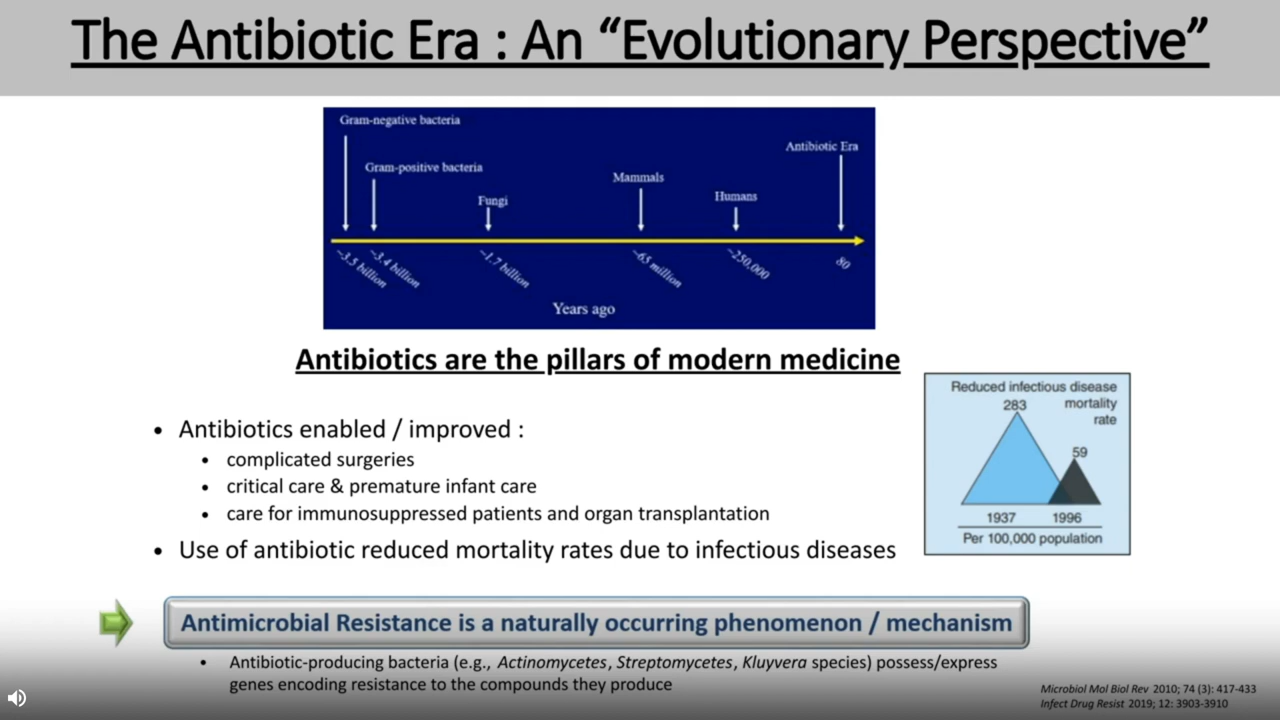 The Antibiotic Era : An “Evolutionary Perspective”
Gram-negative bacteria
Gram-positive bacteria
Fungi
Mammals
Humans
Antibiotic Era
~3.5 billion
~3.4 billion
~1.7 billion
~65 million
~250,000
80
Years ago
Antibiotics are the pillars of modern medicine
Reduced infectious disease
283 mortality
rate
59
1937 1996
Per 100,000 population
• Antibiotics enabled / improved :
• complicated surgeries
• critical care & premature infant care
• care for immunosuppressed patients and organ transplantation
• Use of antibiotic reduced mortality rates due to infectious diseases
Antimicrobial Resistance is a naturally occurring phenomenon / mechanism
• Antibiotic-producing bacteria (e.g., Actinomycetes, Streptomycetes, Kluyvera species) possess/express
genes encoding resistance to the compounds they produce
Microbiol Mol Biol Rev 2010; 74 (3): 417-433
Infect Drug Resist 2019; 12: 3903-3910